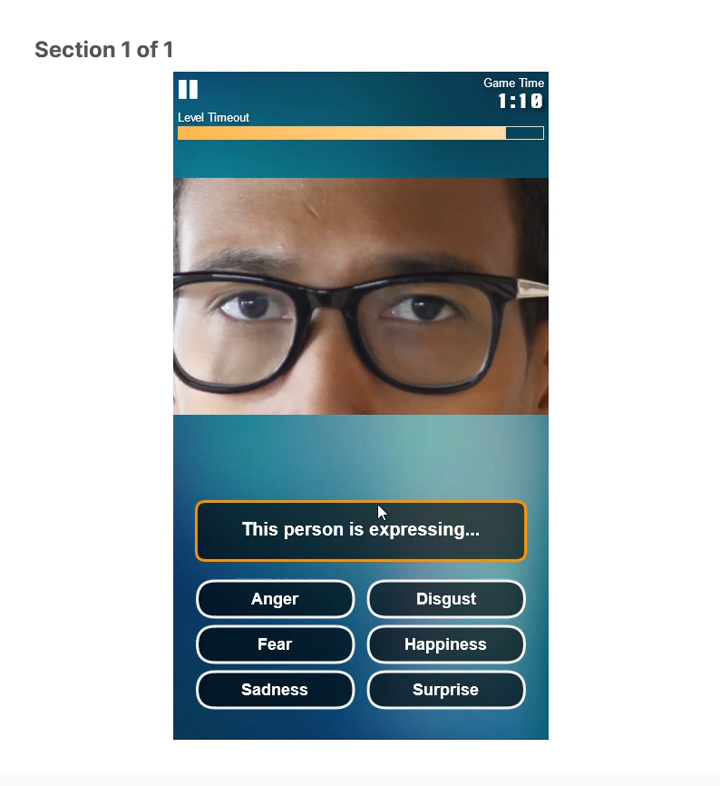 Section 1 of 1
Game Time
1:10
Level Timeout
This person is expressing...
Anger
Disgust
Fear
Happiness
Sadness
Surprise